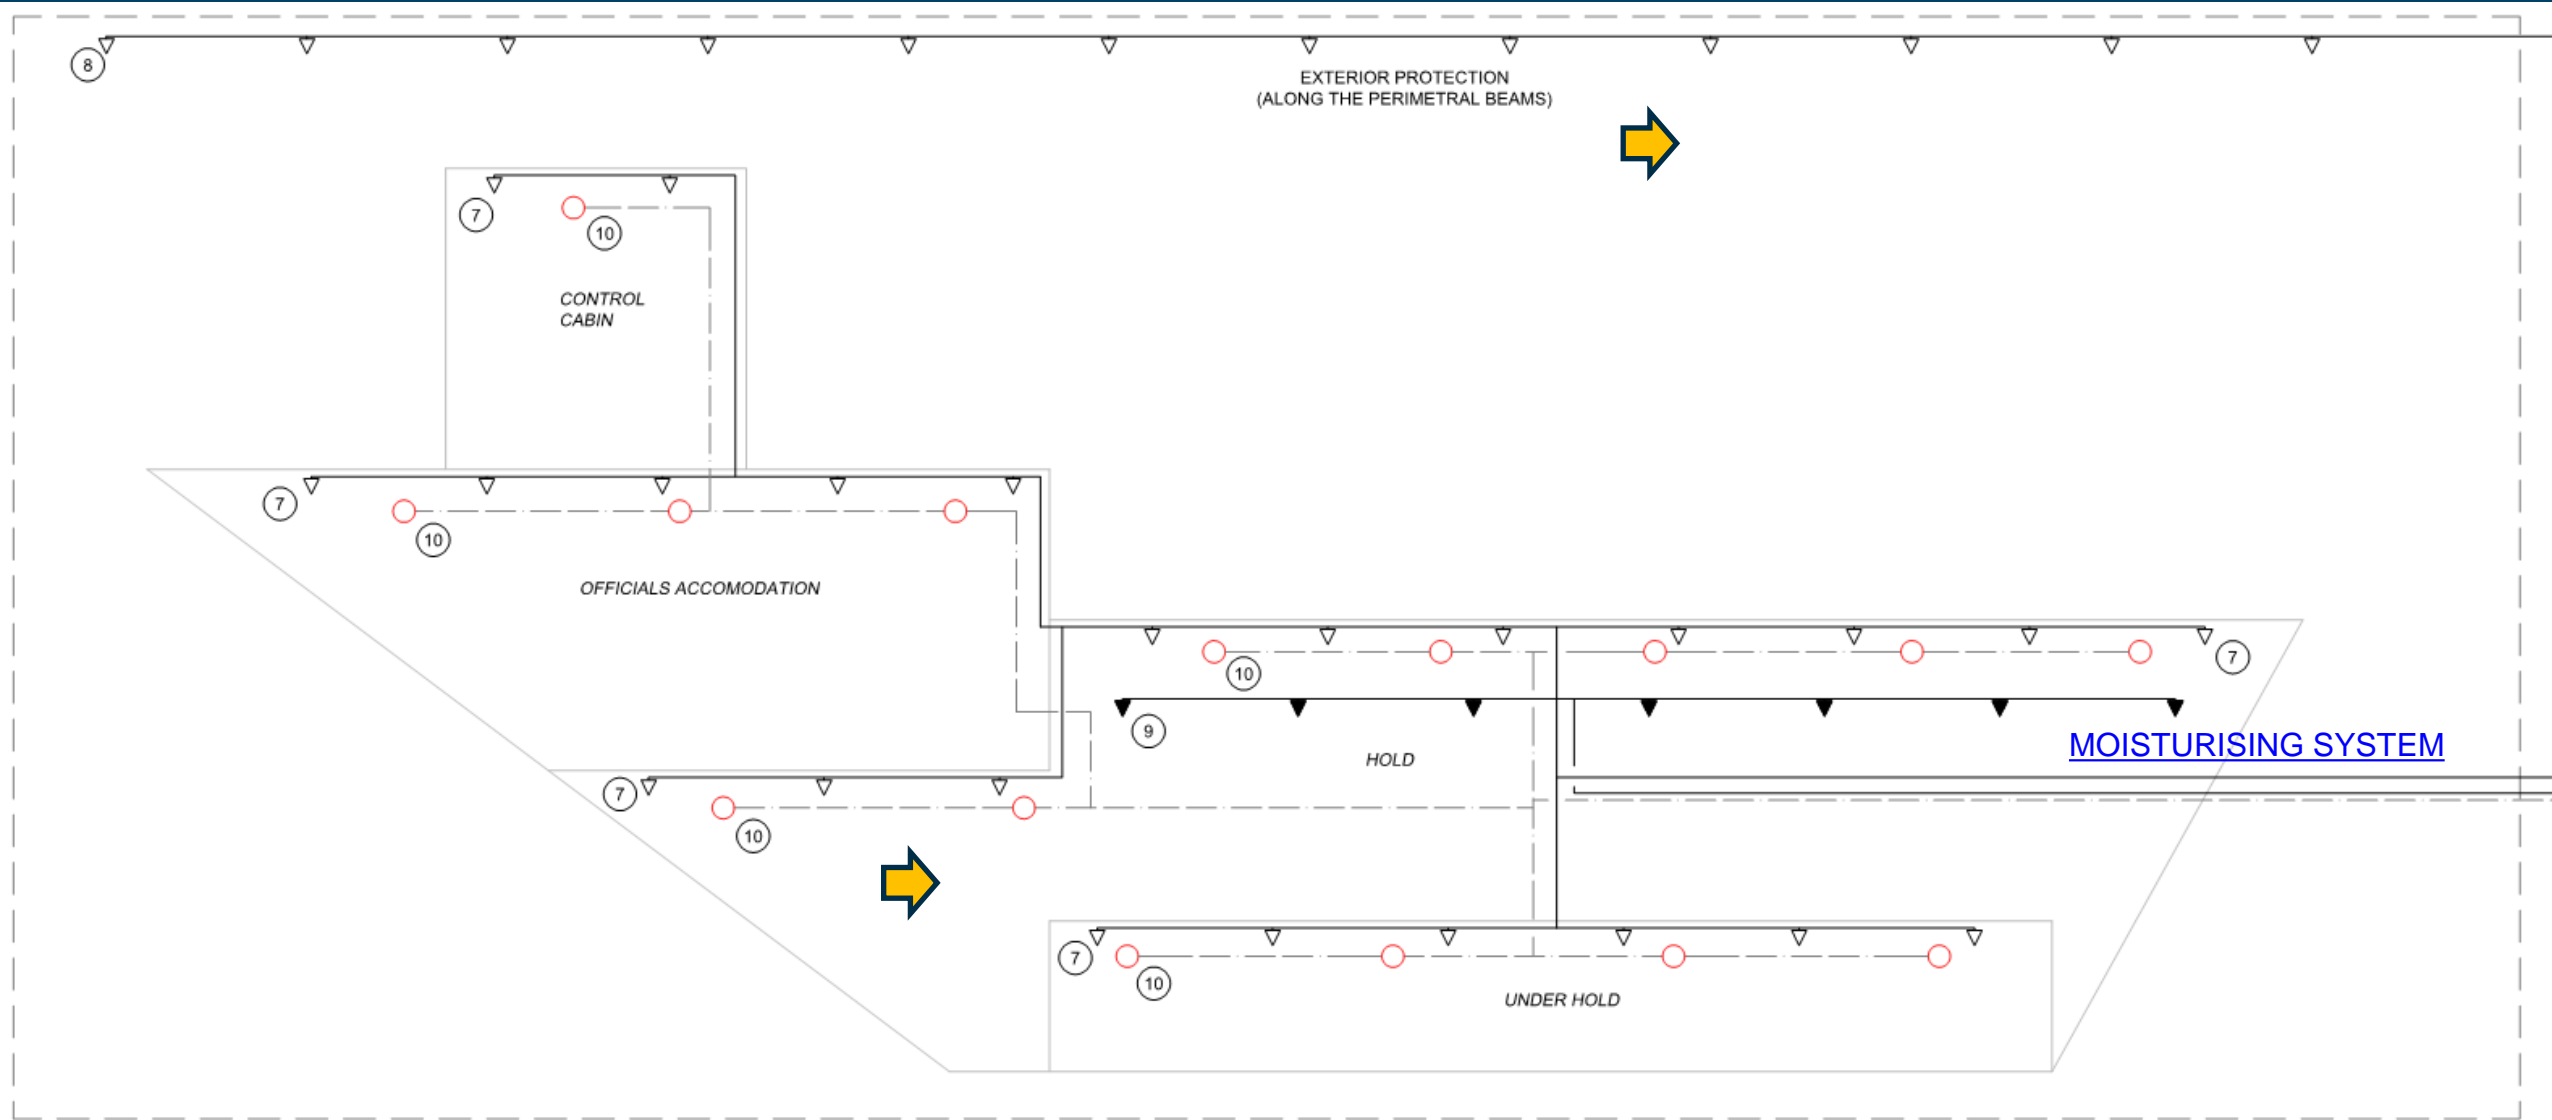 8
EXTERIOR PROTECTION
(ALONG THE PERIMETRAL BEAMS)
7
10
CONTROL
CABIN
7
10
OFFICIALS ACCOMODATION
10
7
9
MOISTURISING SYSTEM
HOLD
7
10
7
10
UNDER HOLD